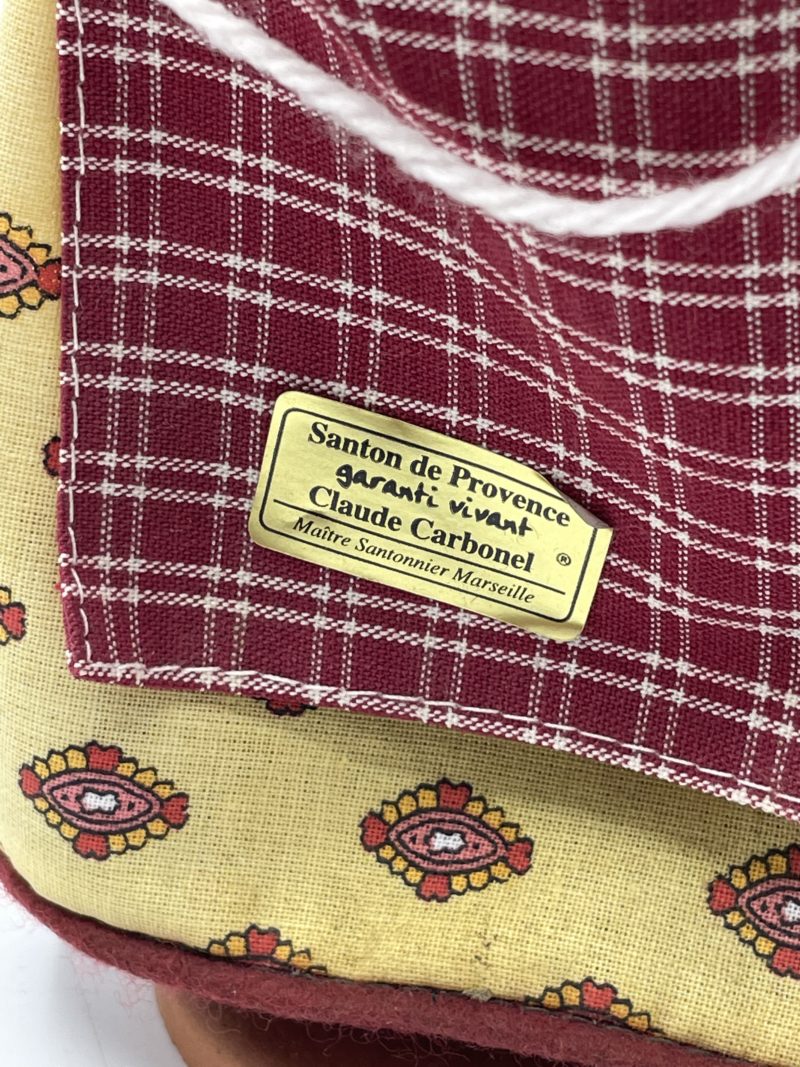 Santon de Provence
garanti vivant
Claude Carbonel ®
Maître Santonnier Marseille